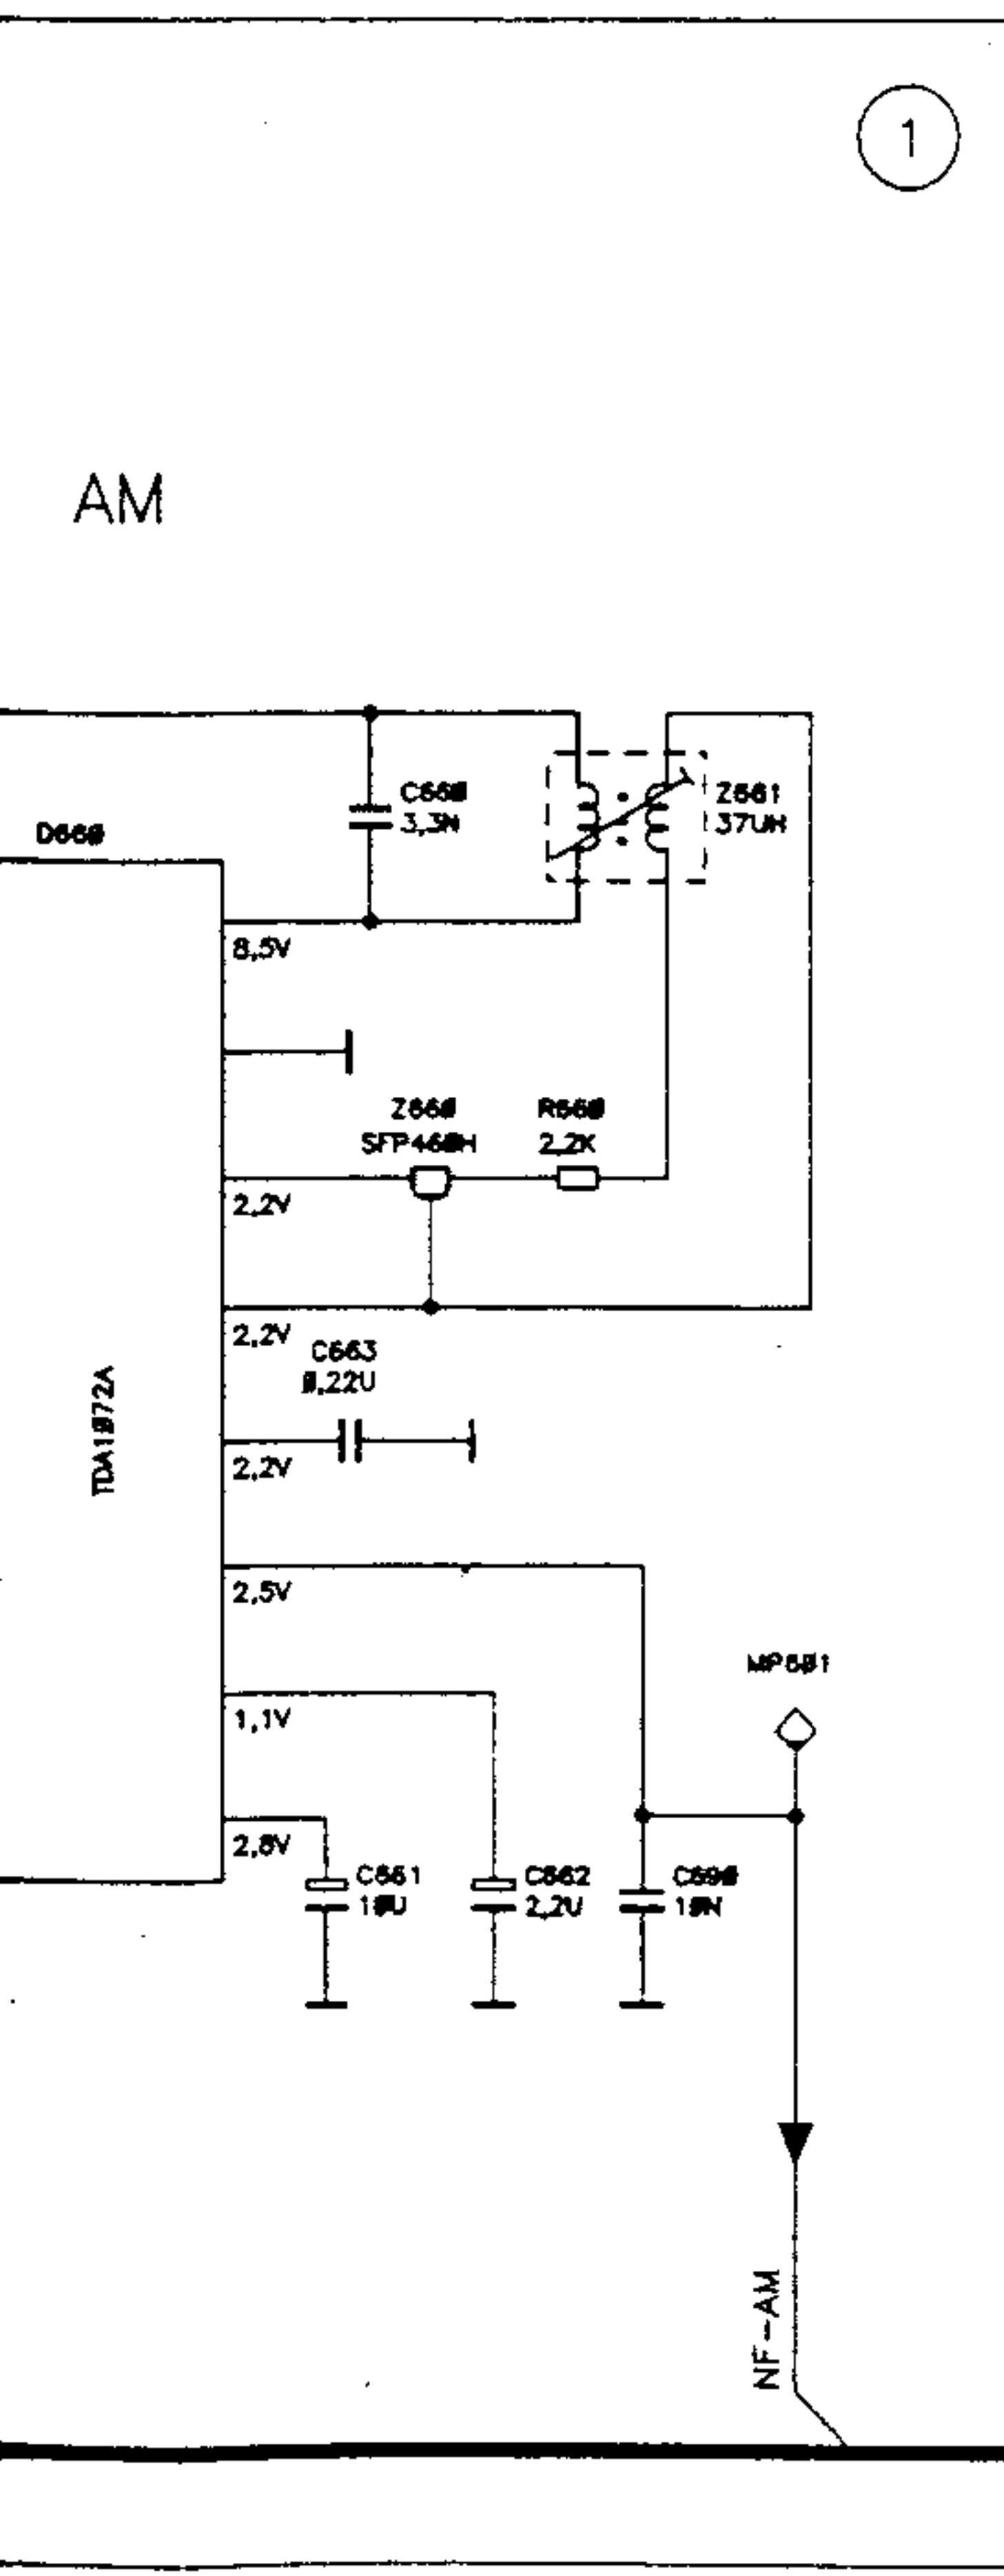 1
AM
C660
3,3N
Z661
37UH
D660
8,5V
Z660
SFP460H
R660
2,2K
2,2V
2,2V
C663
0,22U
TDA1072A
2,2V
2,5V
MP601
1,1V
2,8V
C661
10U
C662
2,2U
C690
10N
NF-AM